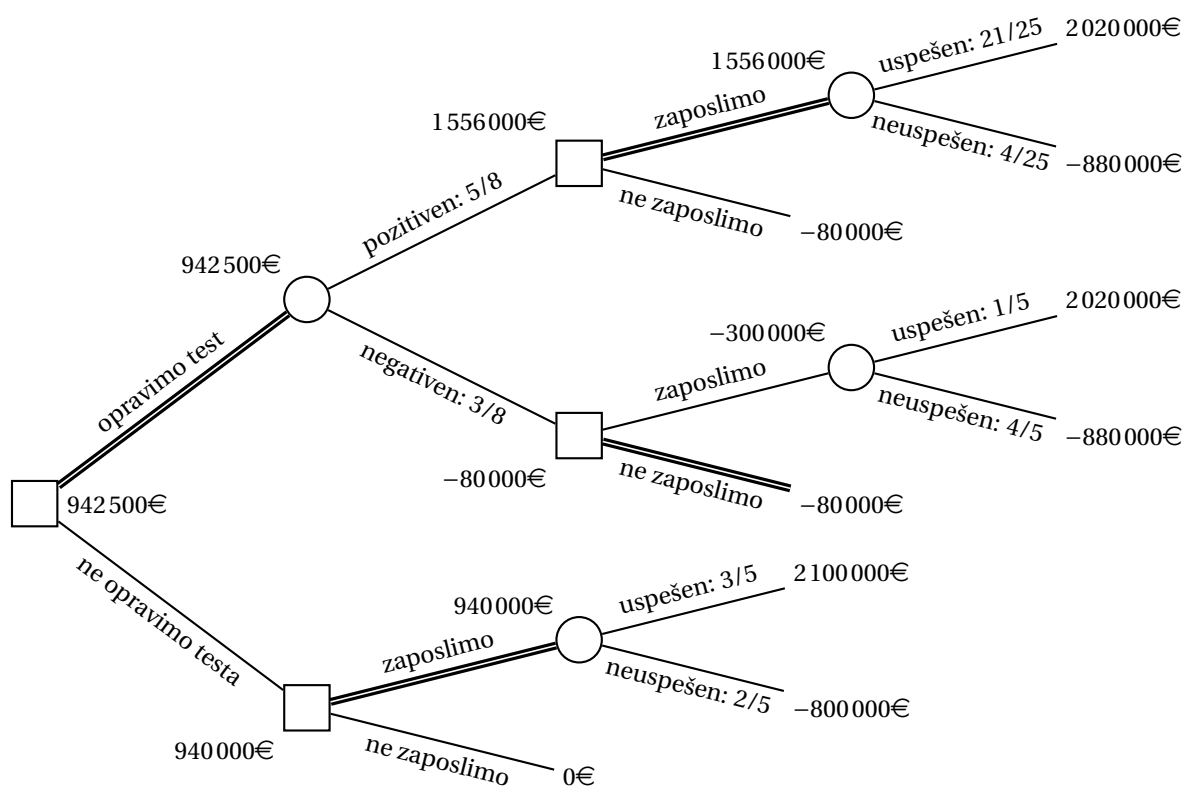 uspešen: 21/25
2 020 000€
1 556 000€
zaposlimo
neuspešen: 4/25
−880 000€
1 556 000€
ne zaposlimo
−80 000€
pozitiven: 5/8
942 500€
negativen: 3/8
opravimo test
uspešen: 1/5
2 020 000€
−300 000€
zaposlimo
neuspešen: 4/5
−880 000€
−80 000€
ne zaposlimo
−80 000€
942 500€
ne opravimo testa
uspešen: 3/5
2 100 000€
940 000€
zaposlimo
neuspešen: 2/5
−800 000€
940 000€
ne zaposlimo
0€